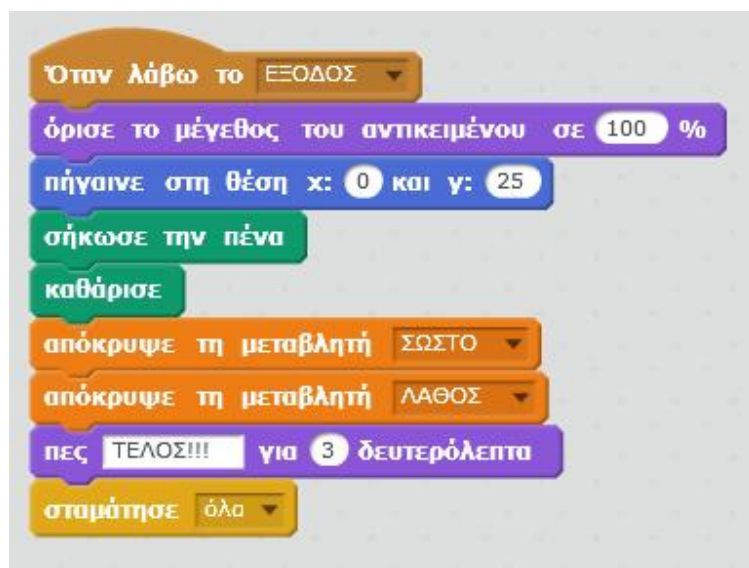 Όταν λάβω το ΕΞΟΔΟΣ
όρισε το μέγεθος του αντικειμένου σε 100 %
πήγαινε στη θέση x: 0 και y: 25
σήκωσε την πένα
καθάρισε
απόκρυψε τη μεταβλητή ΣΩΣΤΟ
απόκρυψε τη μεταβλητή ΛΑΘΟΣ
πες ΤΕΛΟΣ!!! για 3 δευτερόλεπτα
σταμάτησε όλα